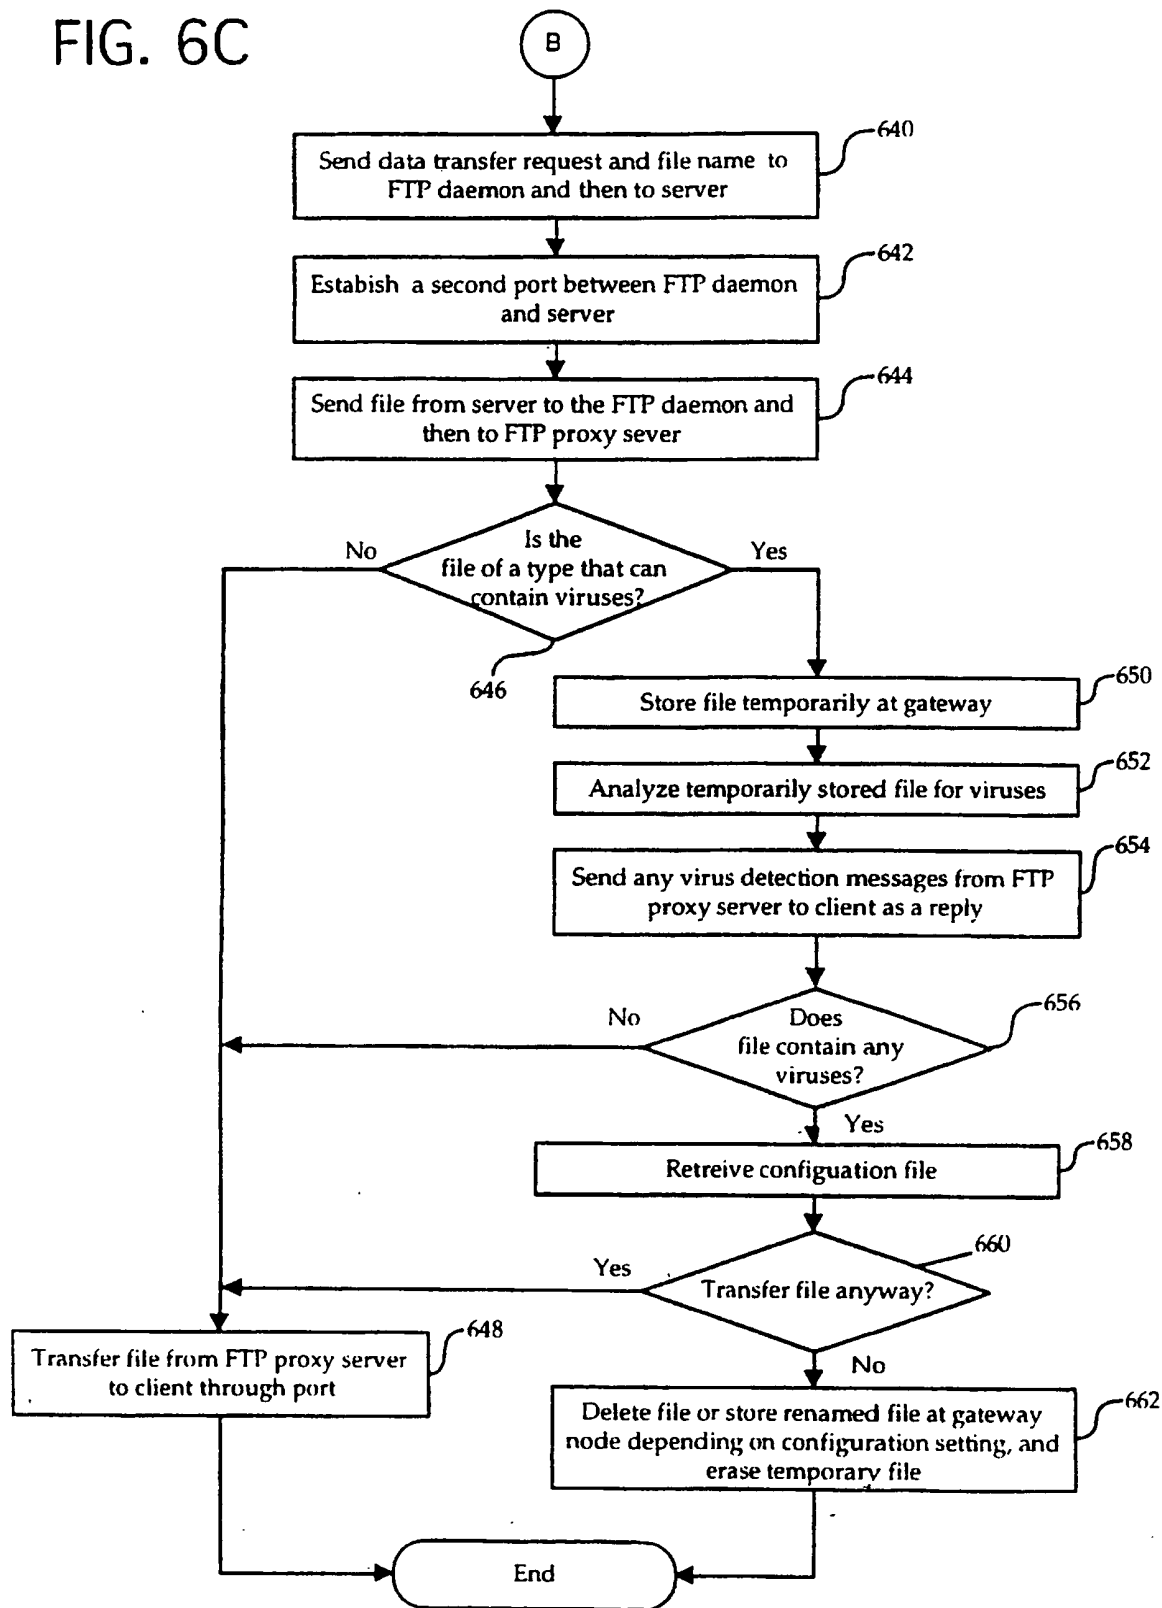 FIG. 6C
B
640
Send data transfer request and file name to
FTP daemon and then to server
642
Estabish a second port between FTP daemon
and server
644
Send file from server to the FTP daemon and
then to FTP proxy sever
No
Is the
file of a type that can
contain viruses?
Yes
646
650
Store file temporarily at gateway
652
Analyze temporarily stored file for viruses
654
Send any virus detection messages from FTP
proxy server to client as a reply
656
No
Does
file contain any
viruses?
Yes
658
Retreive configuation file
660
Yes
Transfer file anyway?
648
Transfer file from FTP proxy server
to client through port
No
662
Delete file or store renamed file at gateway
node depending on configuration setting, and
erase temporary file
End